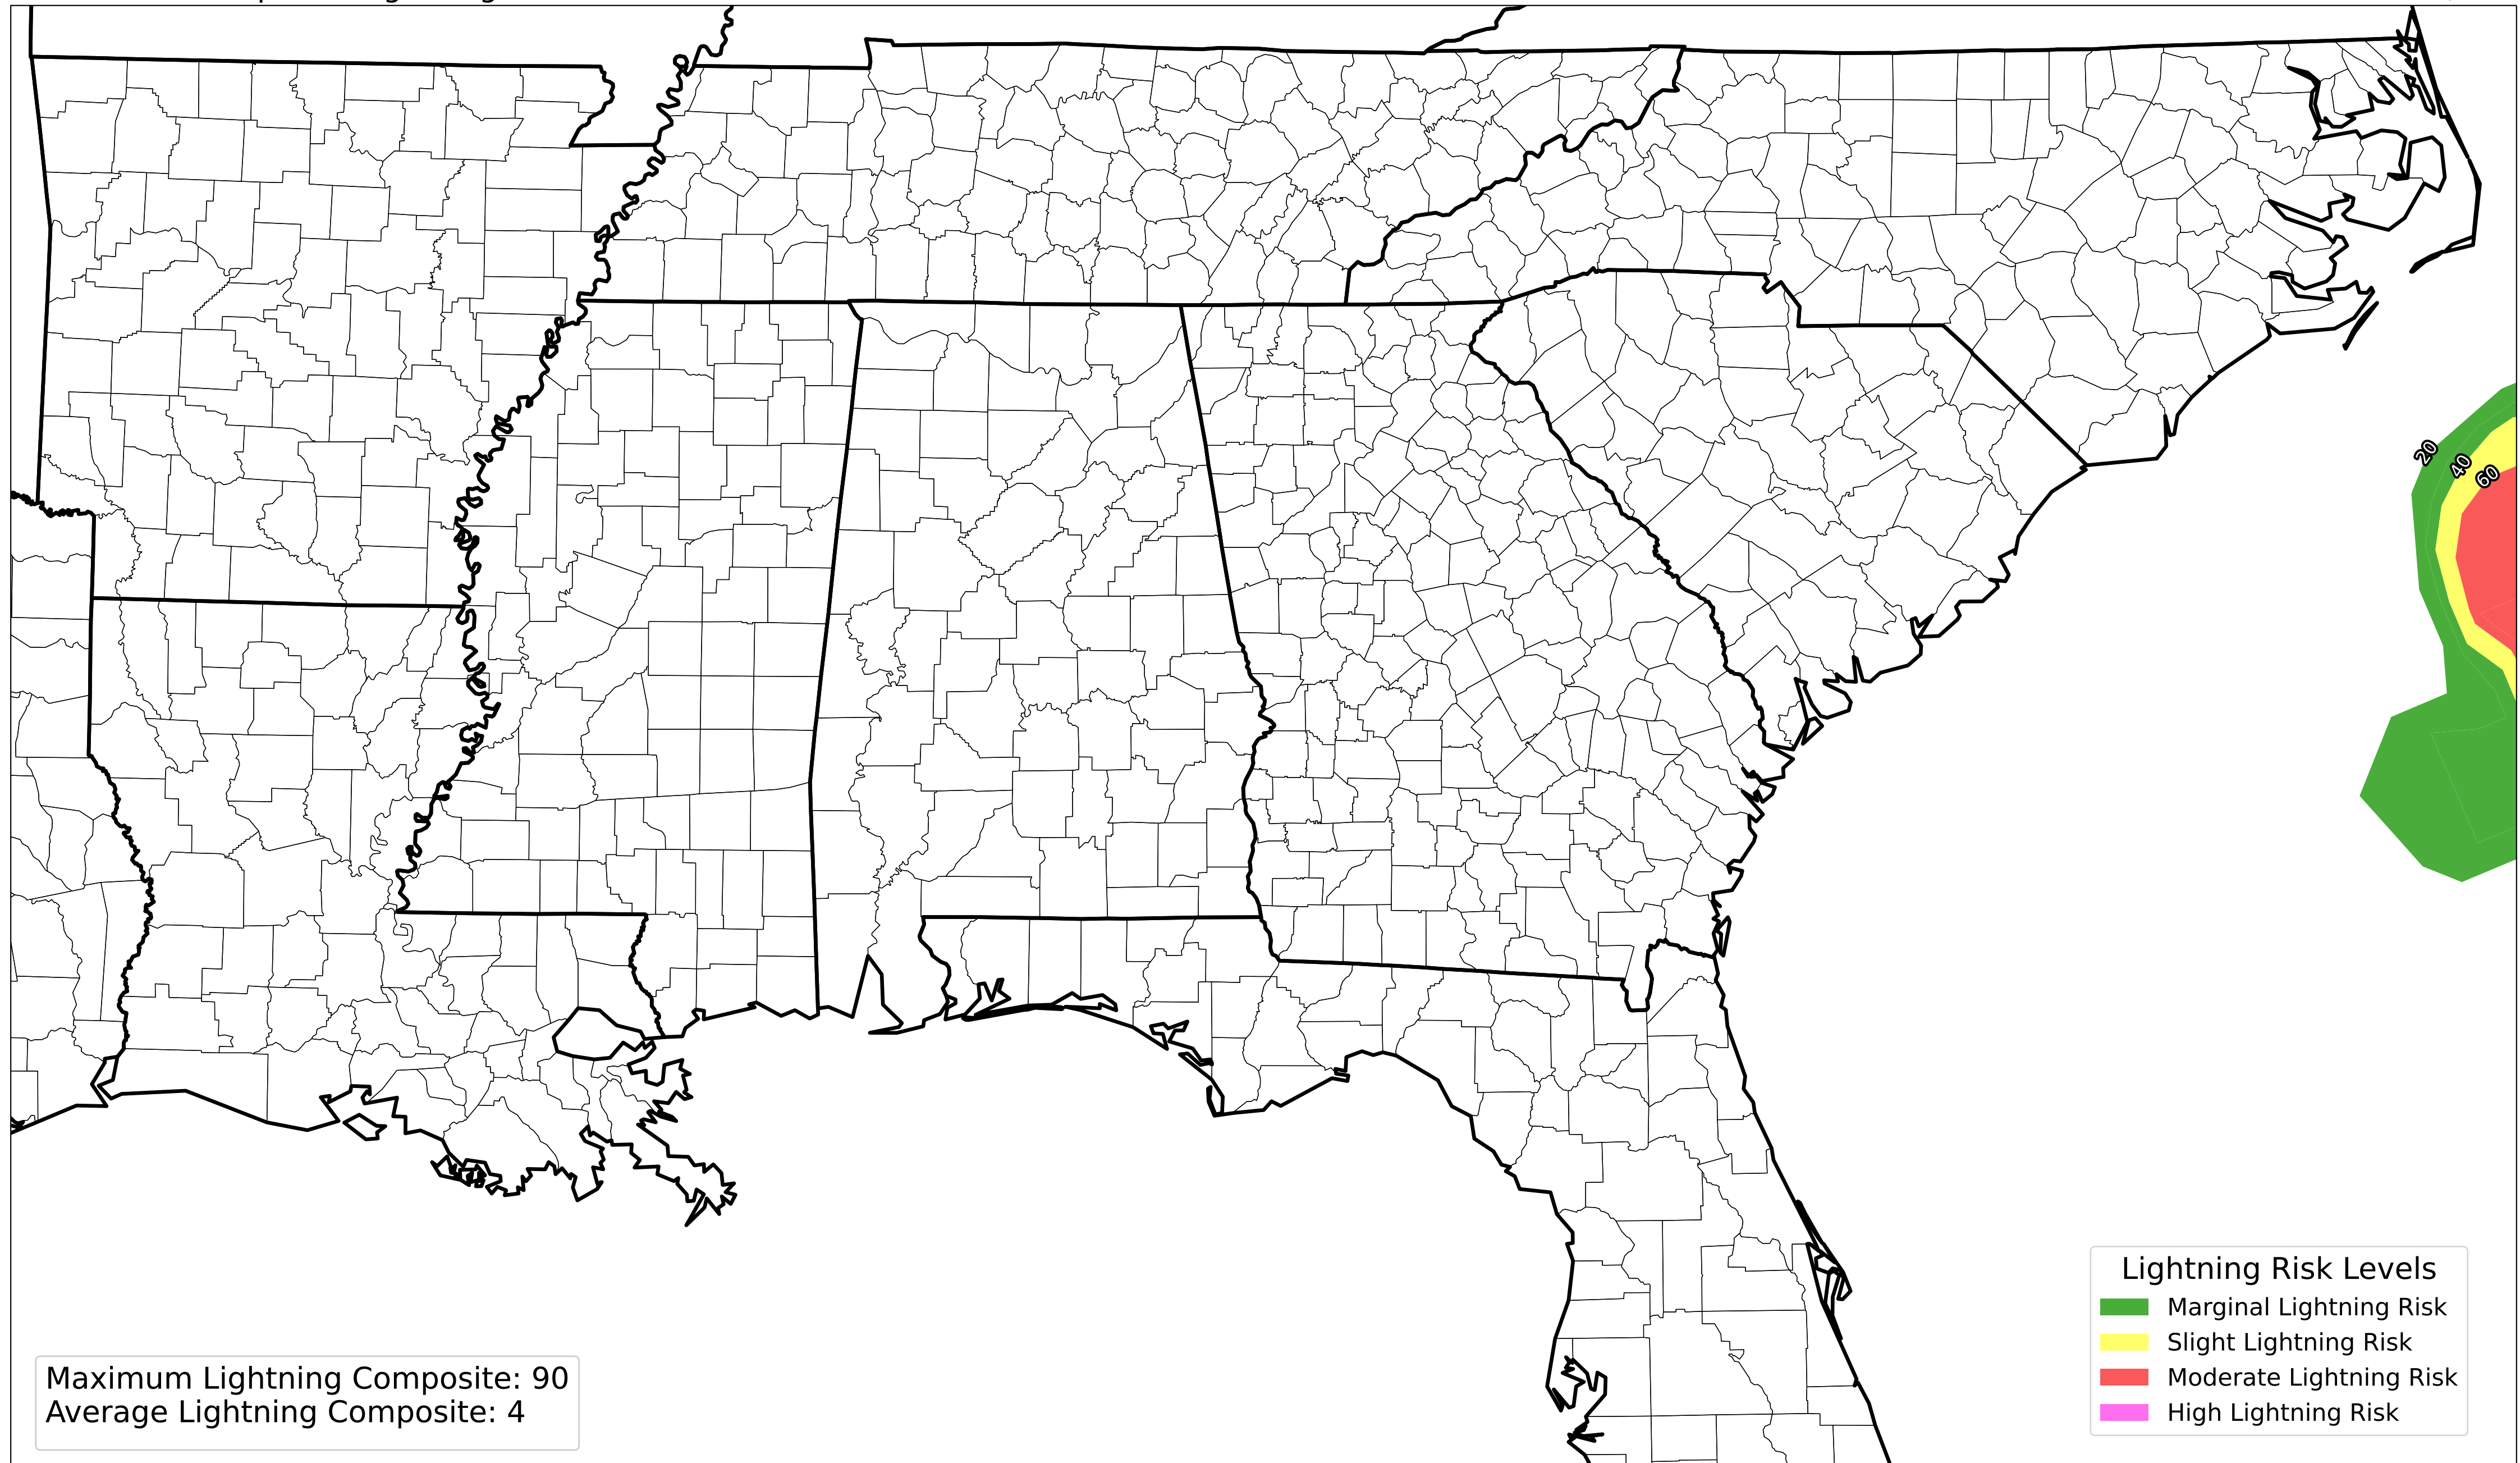 20
40
60
Lightning Risk Levels
Marginal Lightning Risk
Slight Lightning Risk
Moderate Lightning Risk
High Lightning Risk
Maximum Lightning Composite: 90
Average Lightning Composite: 4